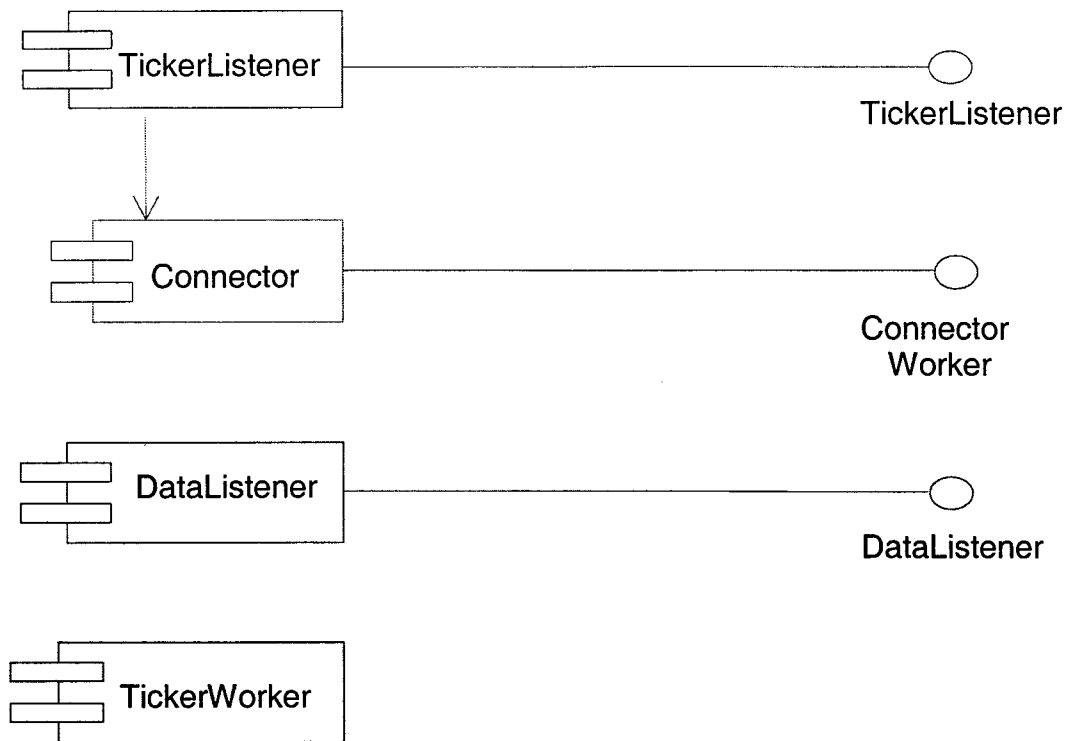 TickerListener
TickerListener
Connector
Connector
Worker
DataListener
DataListener
TickerWorker